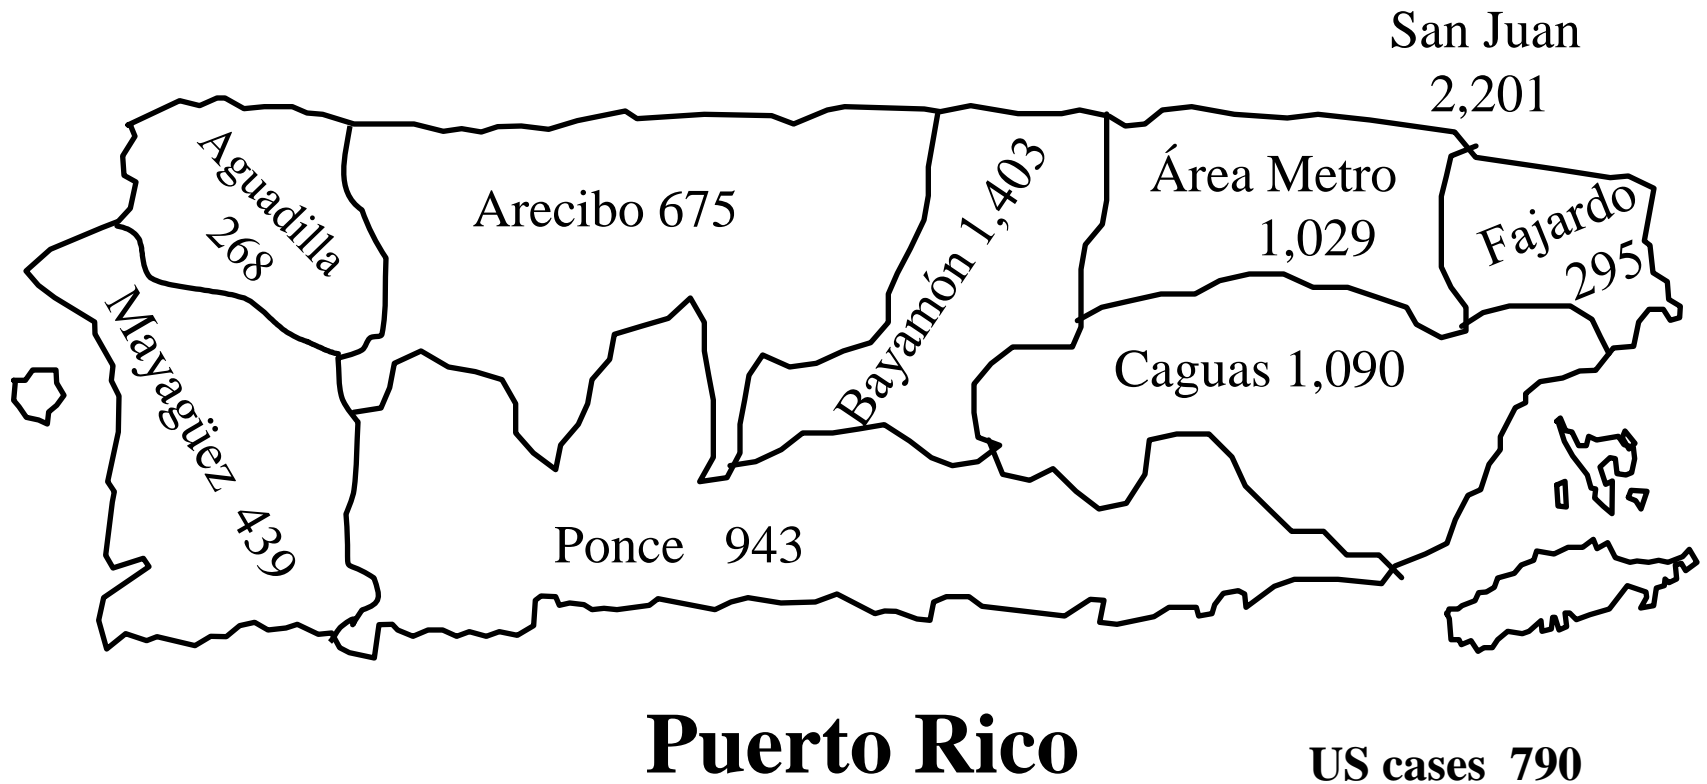 San Juan
2,201
Aguadilla
268
Arecibo 675
Bayamón 1,403
Área Metro
1,029
Fajardo
295
Mayagüez 439
Caguas 1,090
Ponce 943
Puerto Rico
US cases 790